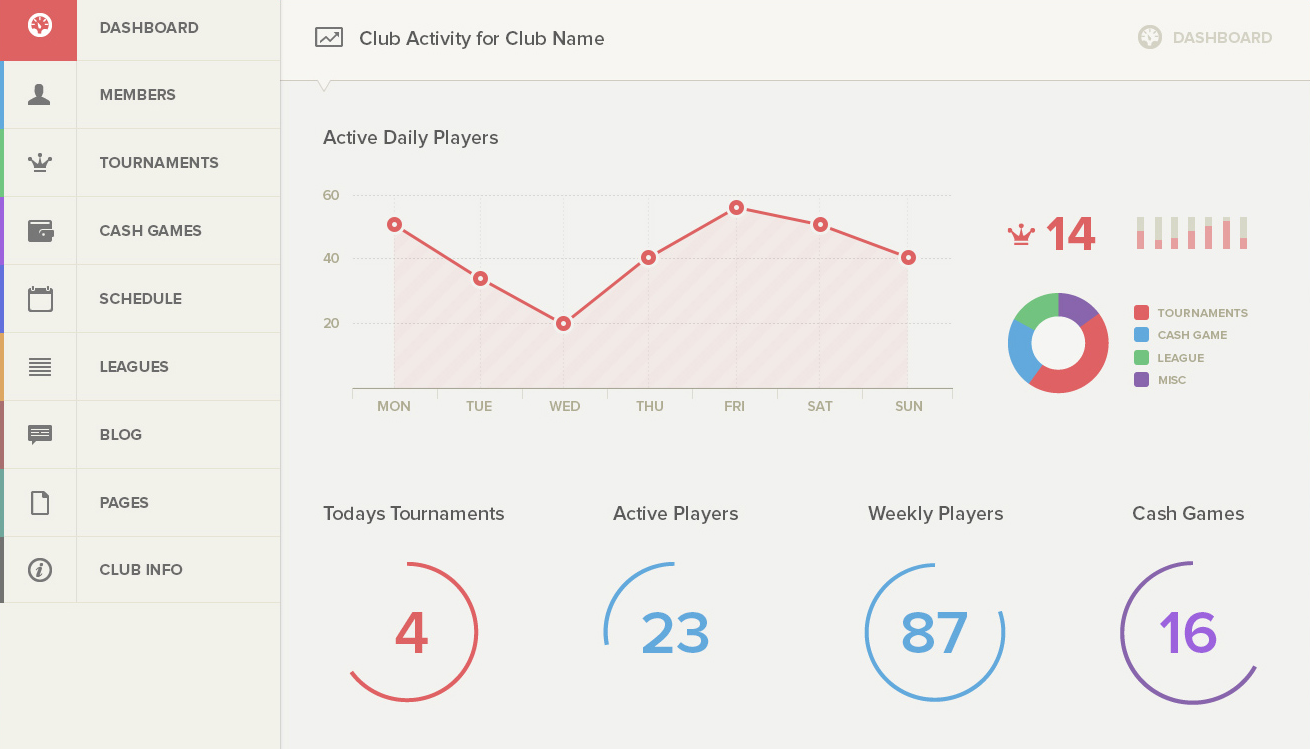 DASHBOARD
MEMBERS
TOURNAMENTS
CASH GAMES
SCHEDULE
LEAGUES
BLOG
PAGES
CLUB INFO
Club Activity for Club Name
DASHBOARD
Active Daily Players
60
40
20
MON TUE WED THU FRI SAT SUN
14
TOURNAMENTS
CASH GAME
LEAGUE
MISC
Todays Tournaments
Active Players
Weekly Players
Cash Games
4
23
87
16